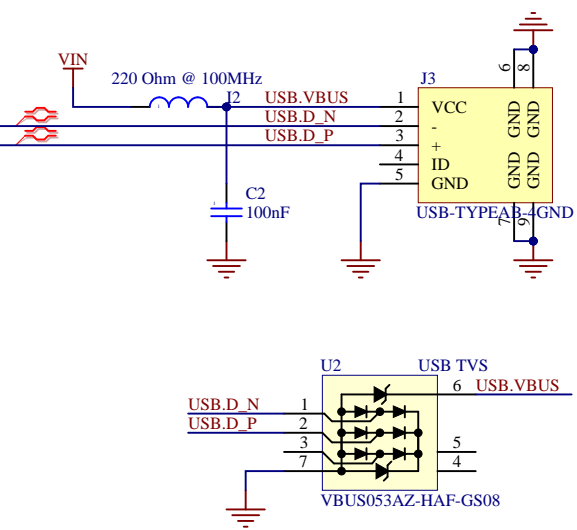 VIN
220 Ohm @ 100MHz
J3
USB.VBUS
1
VCC
USB.D_N
2
-
USB.D_P
3
+
4
ID
5
GND
6
8
GND
GND
GND
GND
7
9
USB-TYPEAB-4GND
C2
100nF
U2
USB TVS
6
USB.VBUS
USB.D_N
1
USB.D_P
2
3
7
5
4
VBUS053AZ-HAF-GS08